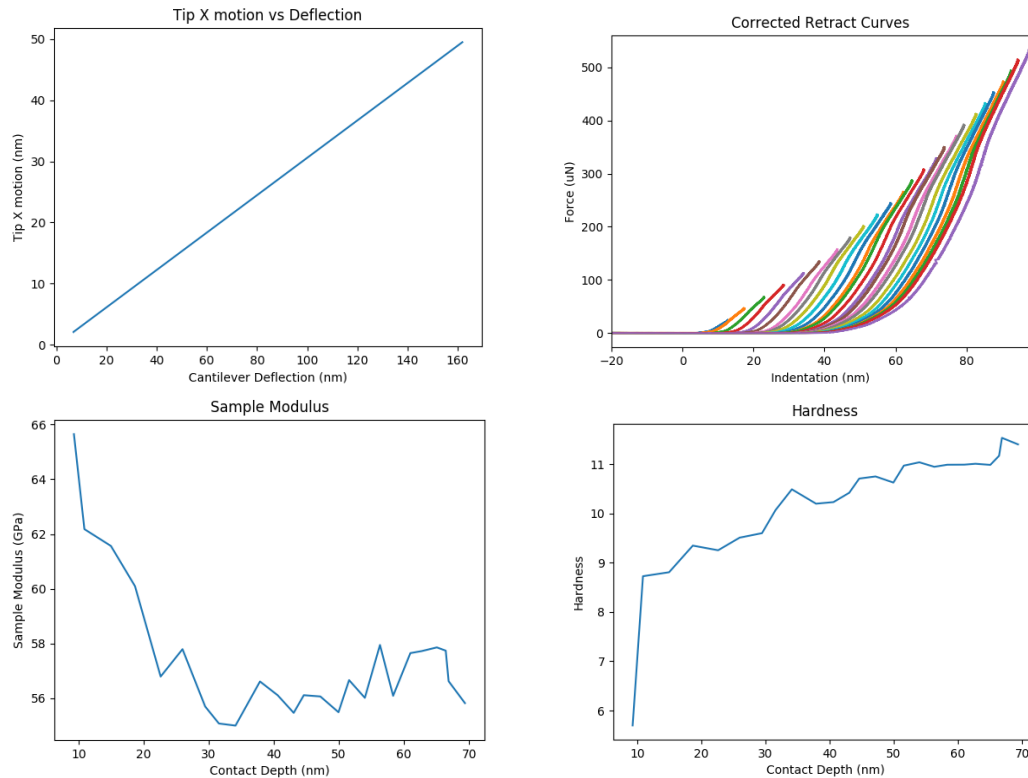 Tip X motion vs Deflection
Tip X motion (nm)
50
40
30
20
10
0
0 20 40 60 80 100 120 140 160
Cantilever Deflection (nm)
Corrected Retract Curves
Force (uN)
500
400
300
200
100
0
−20 0 20 40 60 80
Indentation (nm)
Sample Modulus
Sample Modulus (GPa)
66
64
62
60
58
56
10 20 30 40 50 60 70
Contact Depth (nm)
Hardness
Hardness
11
10
9
8
7
6
10 20 30 40 50 60 70
Contact Depth (nm)